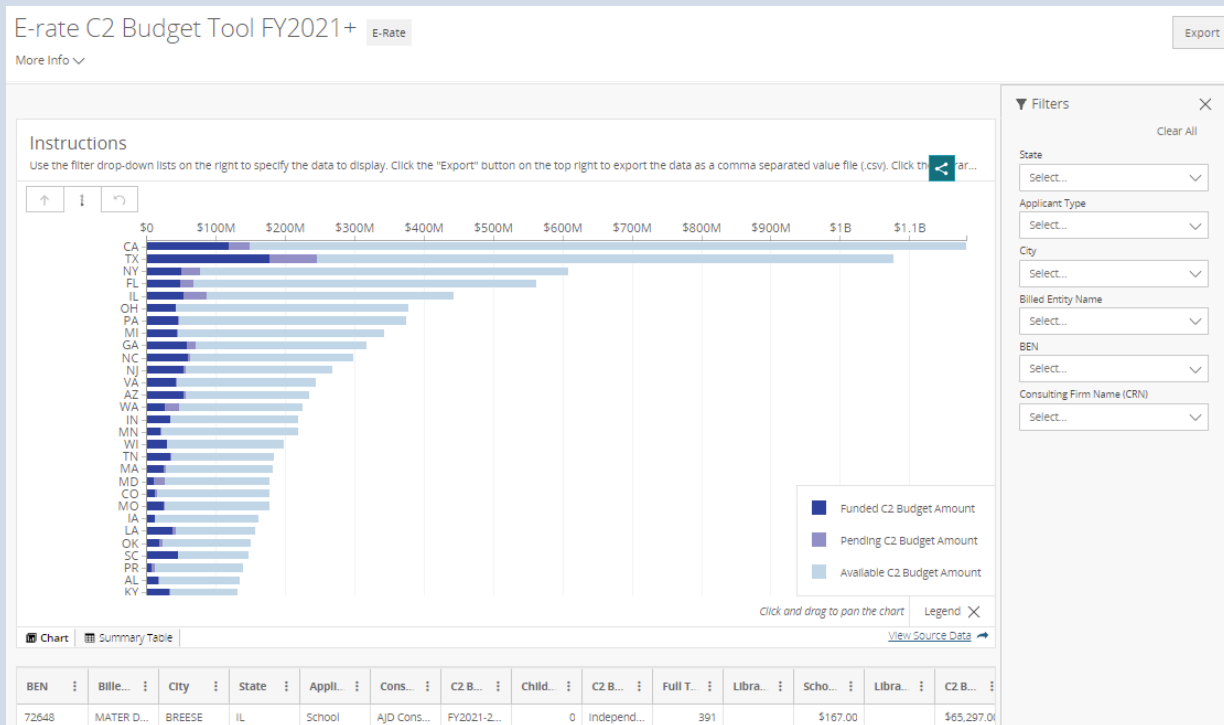 E-rate C2 Budget Tool FY2021+ E-Rate
Export
More Info
Filters
Clear All
Instructions
Use the filter drop-down lists on the right to specify the data to display. Click the "Export" button on the top right to export the data as a comma separated value file (.csv). Click
State
Select...
Applicant Type
Select...
City
Select...
Billed Entity Name
Select...
BEN
Select...
Consulting Firm Name (CRN)
Select...
$0 $100M $200M $300M $400M $500M $600M $700M $800M $900M $1B $1.1B
CA
TX
NY
FL
IL
OH
PA
MI
GA
NC
NJ
VA
AZ
WA
IN
MN
WI
TN
MA
MD
CO
MO
IA
LA
OK
SC
PR
AL
KY
Funded C2 Budget Amount
Pending C2 Budget Amount
Available C2 Budget Amount
Click and drag to pan the chart Legend
Chart Summary Table View Source Data
BEN Bille... City State Appli... Cons... C2 B... Child... C2 B... Full T... Libra... Scho... Libra... C2 B...
72648 MATER D... BREESE IL School AJD Cons... FY2021-2... 0 Independ... 391 $167.00 $65,297.00